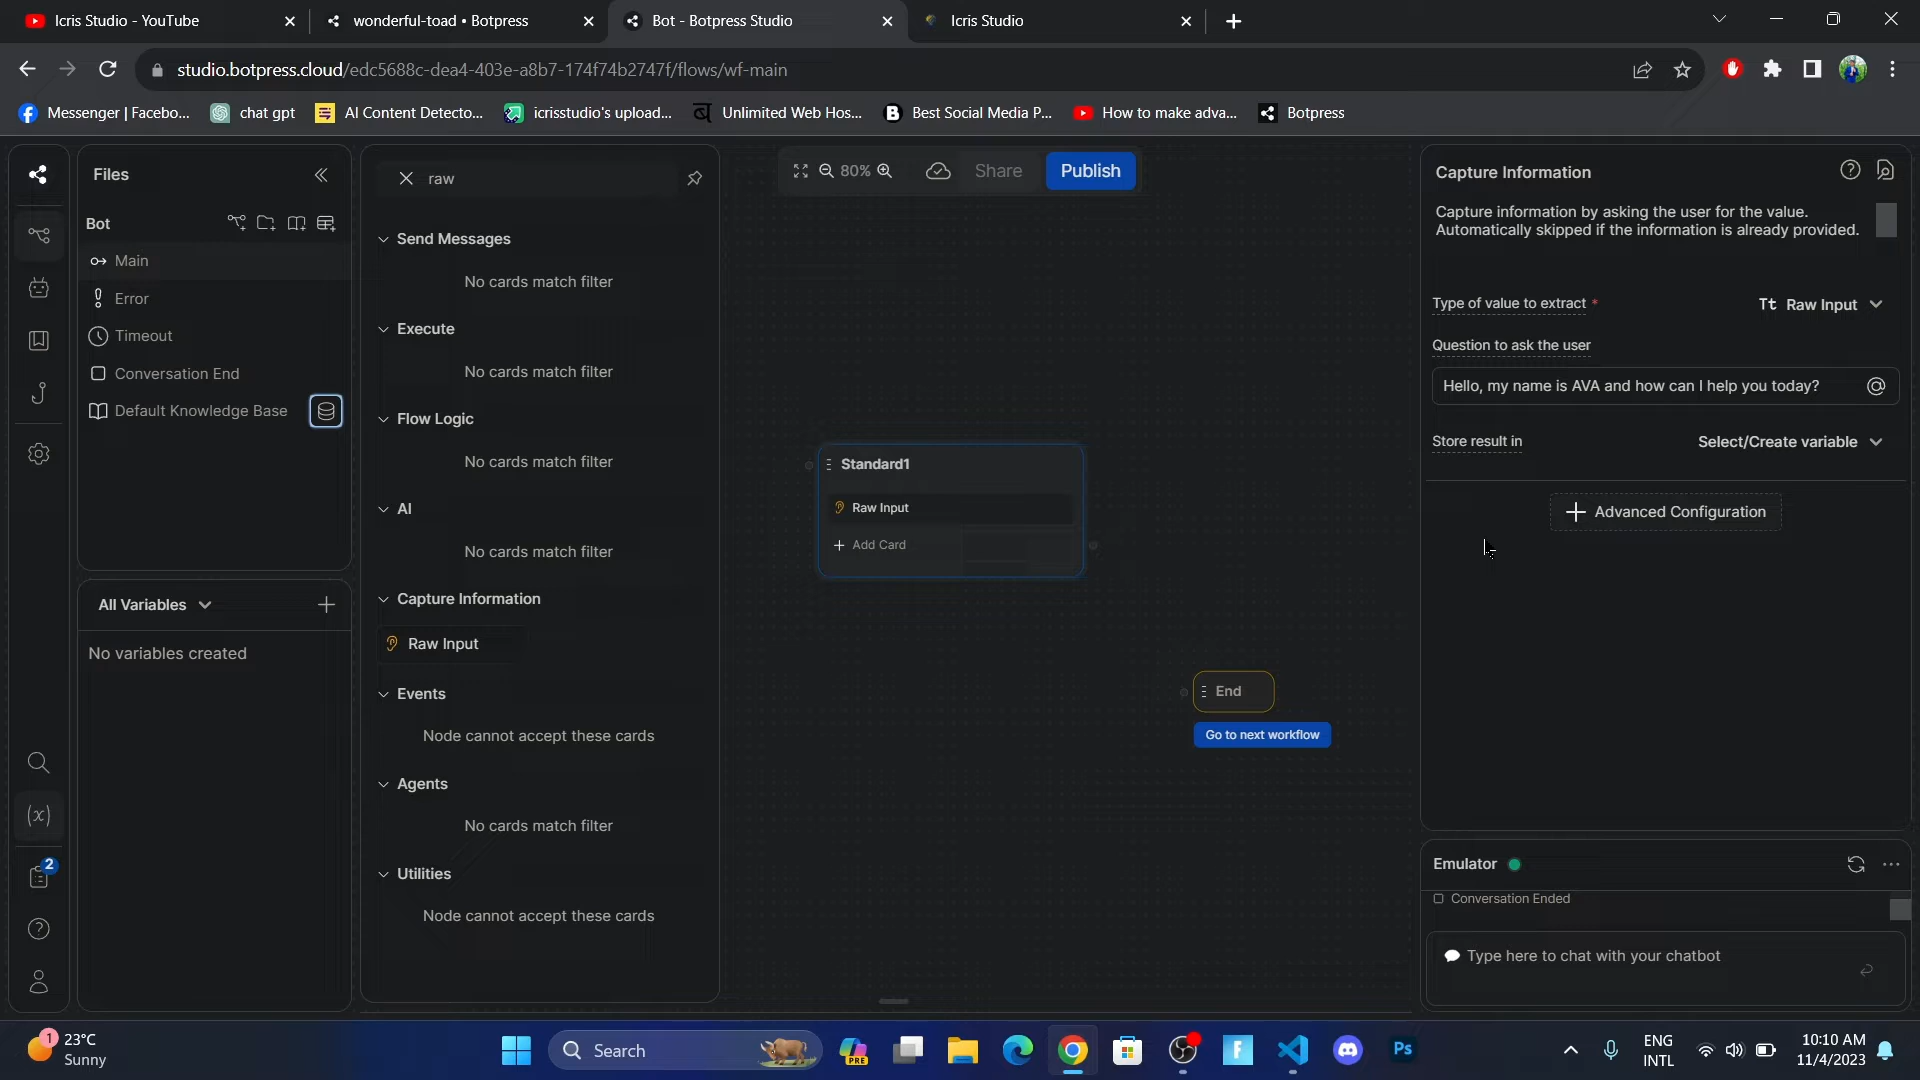 Icris Studio - YouTube
wonderful-toad • Botpress
Bot - Botpress Studio
Icris Studio
studio.botpress.cloud/edc5688c-dea4-403e-a8b7-174f74b2747f/flows/wf-main
Messenger | Facebo...
chat gpt
AI Content Detecto...
icrisstudio's upload...
Unlimited Web Hos...
Best Social Media P...
How to make adva...
Botpress
Files
Bot
Main
Error
Timeout
Conversation End
Default Knowledge Base
All Variables
No variables created
2
raw
Send Messages
No cards match filter
Execute
No cards match filter
Flow Logic
No cards match filter
AI
No cards match filter
Capture Information
Raw Input
Events
Node cannot accept these cards
Agents
No cards match filter
Utilities
Node cannot accept these cards
80%
Share
Publish
Standard1
Raw Input
Add Card
End
Go to next workflow
Capture Information
Capture information by asking the user for the value.
Automatically skipped if the information is already provided.
Type of value to extract *
Tt Raw Input
Question to ask the user
Hello, my name is AVA and how can I help you today?
Store result in
Select/Create variable
Advanced Configuration
Emulator
Conversation Ended
Type here to chat with your chatbot
1
23°C
Sunny
Search
PRE
Ps
ENG
INTL
10:10 AM
11/4/2023